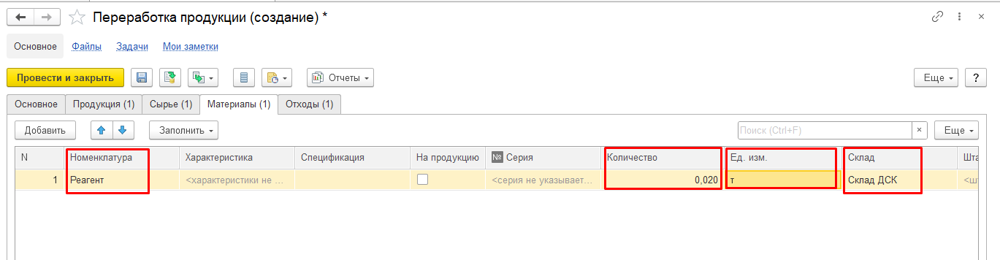 Переработка продукции (создание) *
Основное Файлы Задачи Мои заметки
Провести и закрыть Отчеты Еще ?
Основное Продукция (1) Сырье (1) Материалы (1) Отходы (1)
Добавить Заполнить Поиск (Ctrl+F) × Еще
N Номенклатура Характеристика Спецификация На продукцию № Серия Количество Ед. изм. Склад Шта
1 Реагент <характеристики не ... <серия не указывает... 0,020 т Склад ДСК <шт